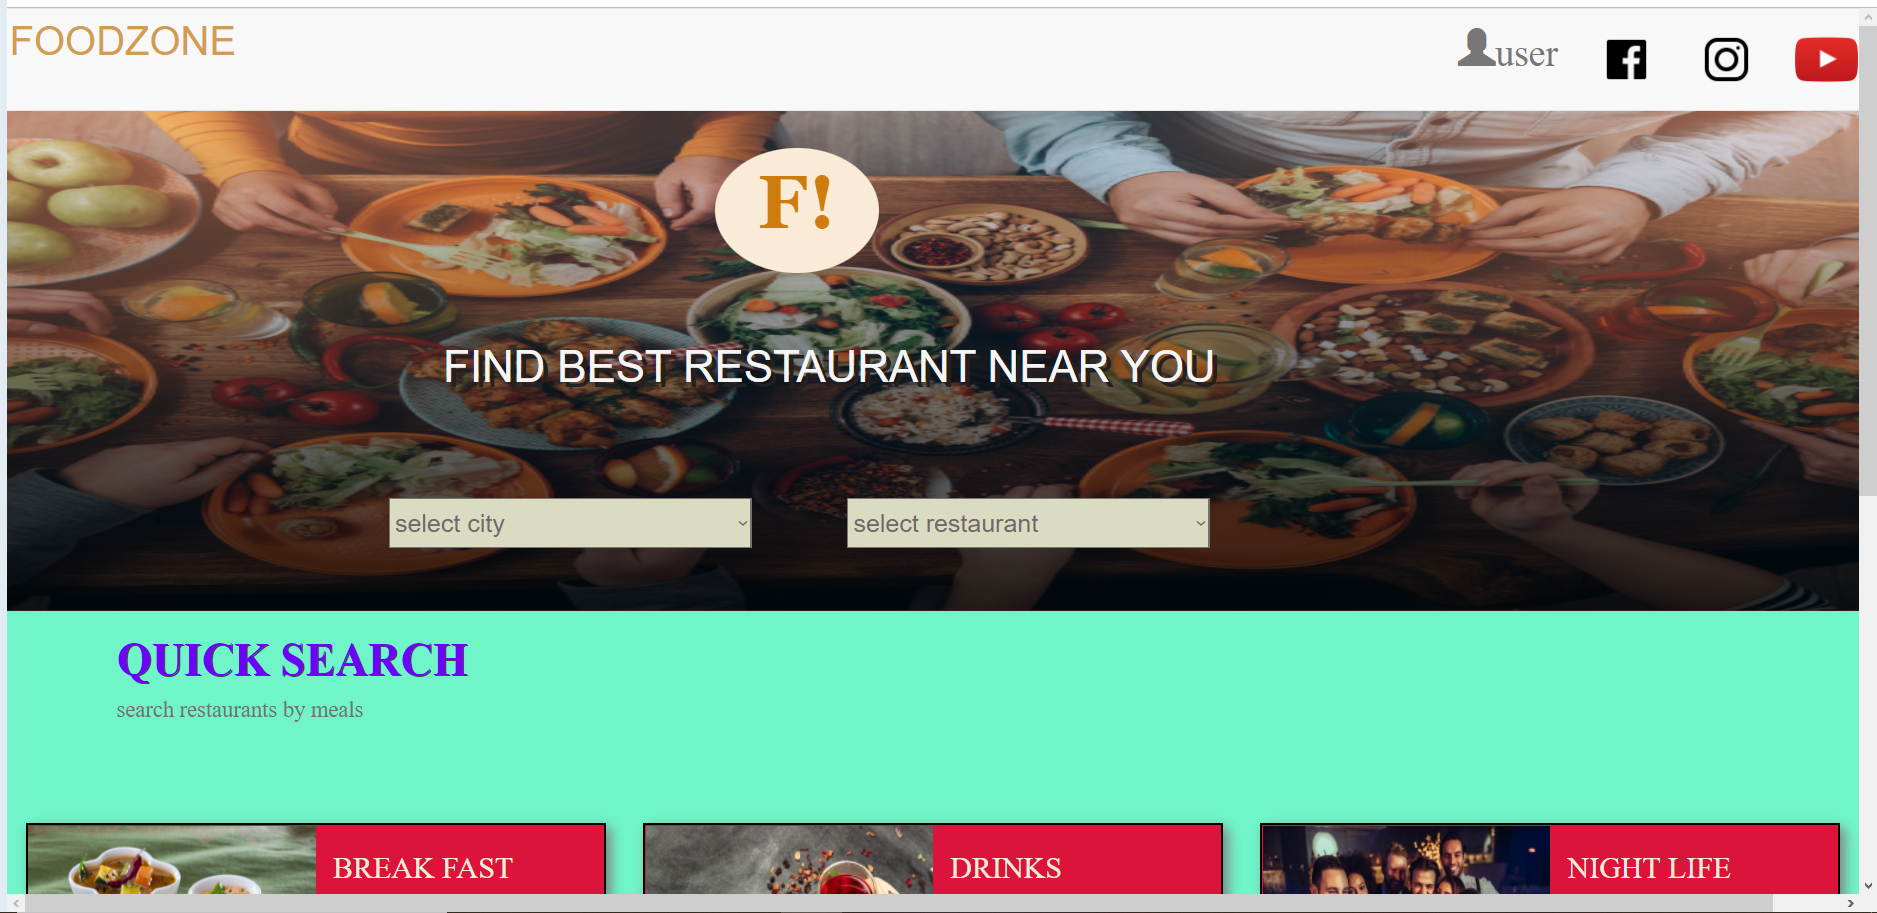 FOODZONE
user
F!
FIND BEST RESTAURANT NEAR YOU
select city
select restaurant
QUICK SEARCH
search restaurants by meals
BREAK FAST
DRINKS
NIGHT LIFE